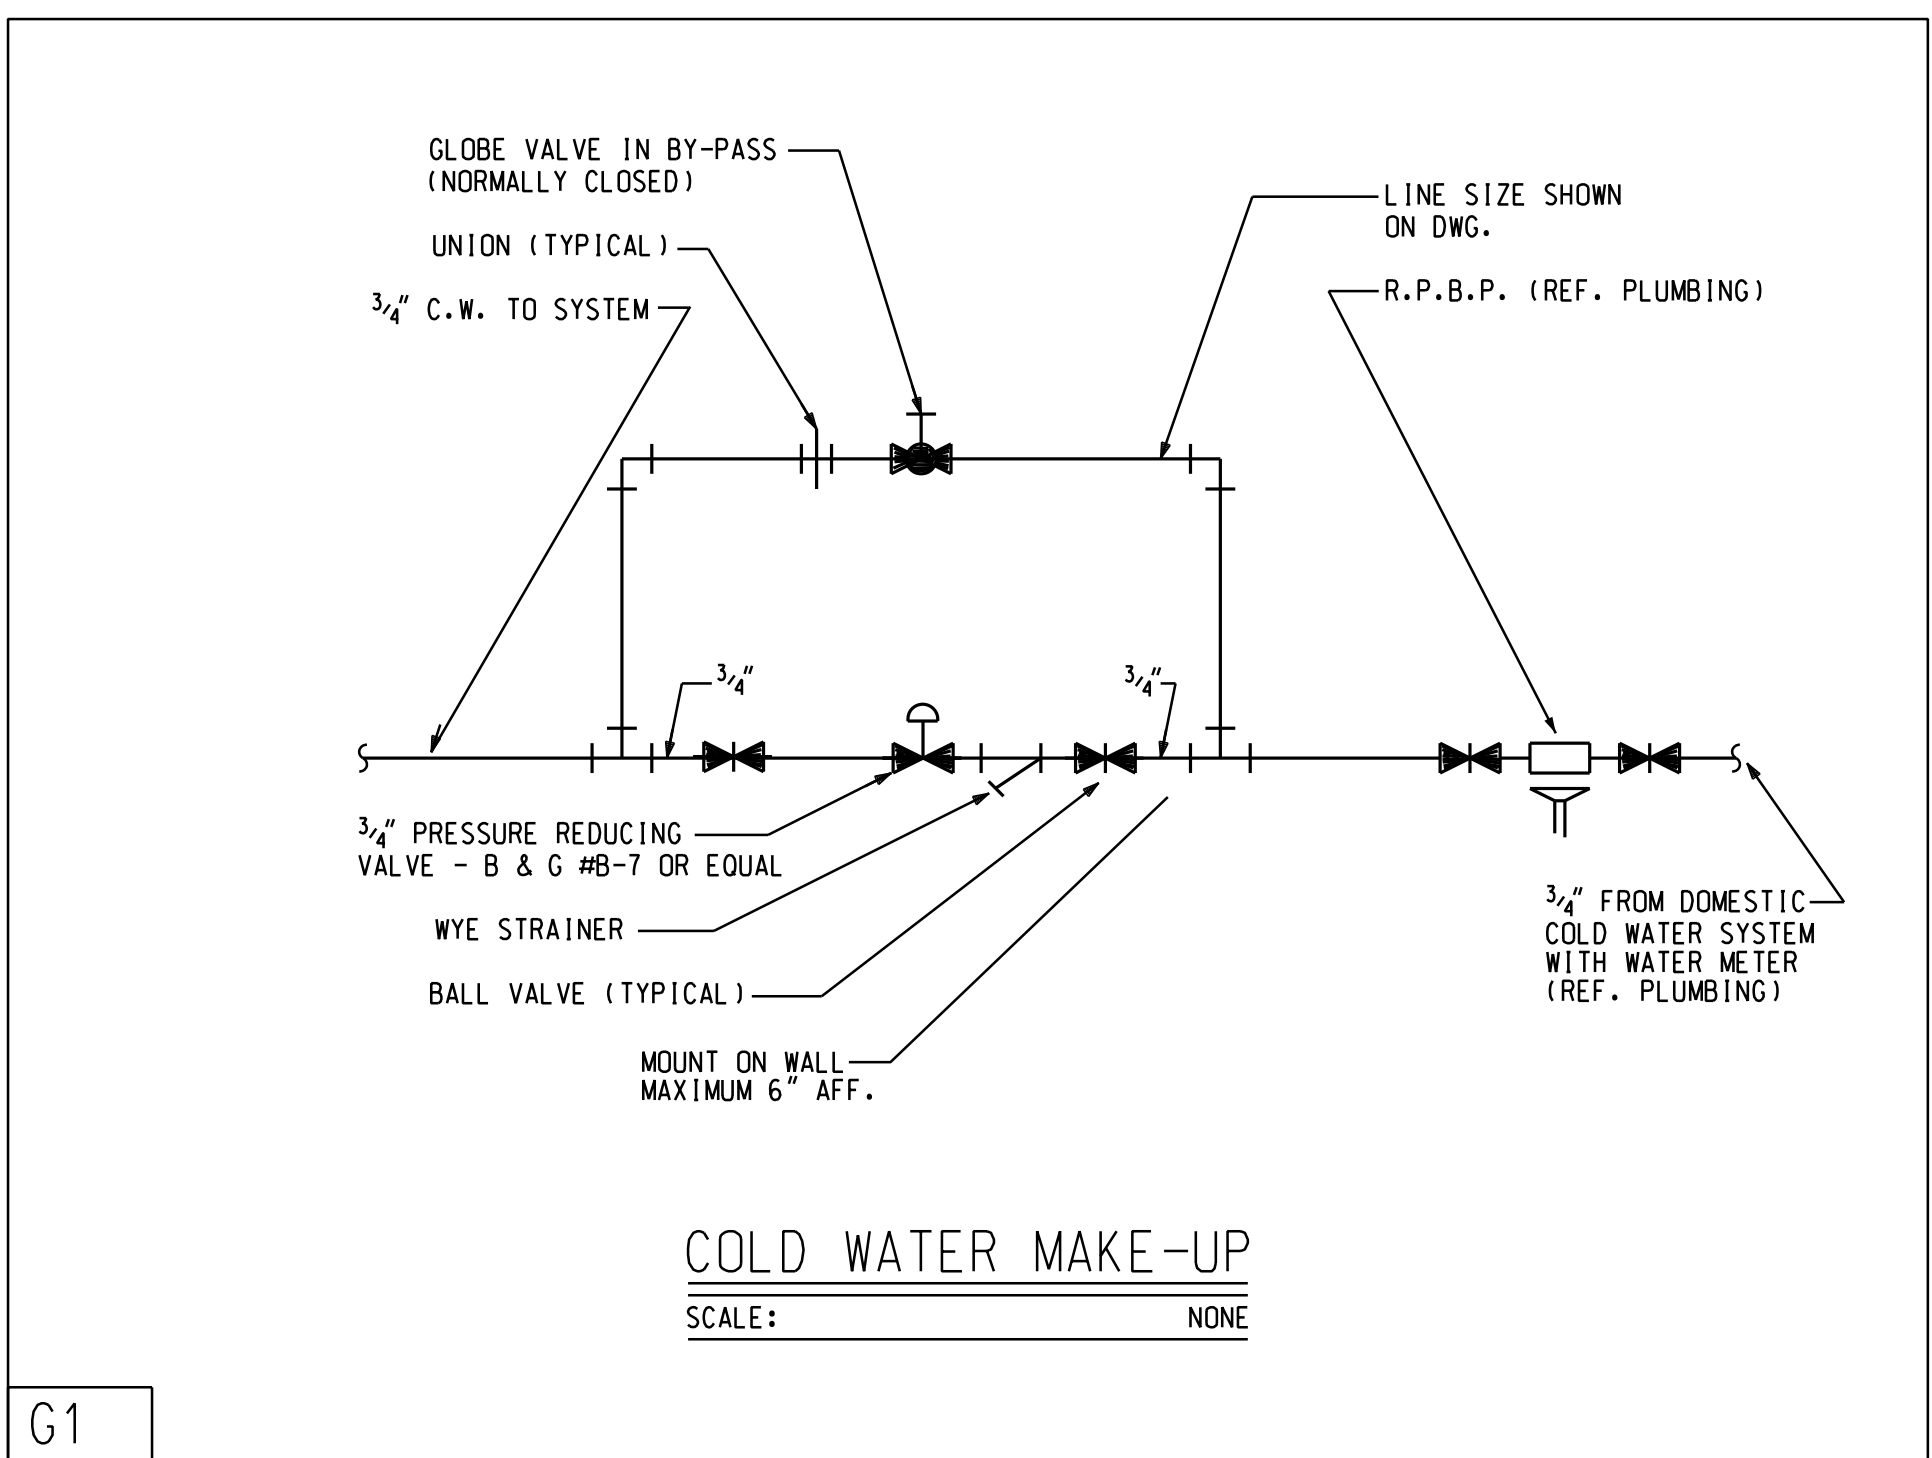 GLOBE VALVE IN BY-PASS
(NORMALLY CLOSED)
UNION (TYPICAL)
3/4" C.W. TO SYSTEM
LINE SIZE SHOWN
ON DWG.
R.P.B.P. (REF. PLUMBING)
3/4"
3/4"
3/4" PRESSURE REDUCING
VALVE - B & G #B-7 OR EQUAL
WYE STRAINER
BALL VALVE (TYPICAL)
MOUNT ON WALL
MAXIMUM 6" AFF.
3/4" FROM DOMESTIC
COLD WATER SYSTEM
WITH WATER METER
(REF. PLUMBING)
COLD WATER MAKE-UP
SCALE: NONE
G1